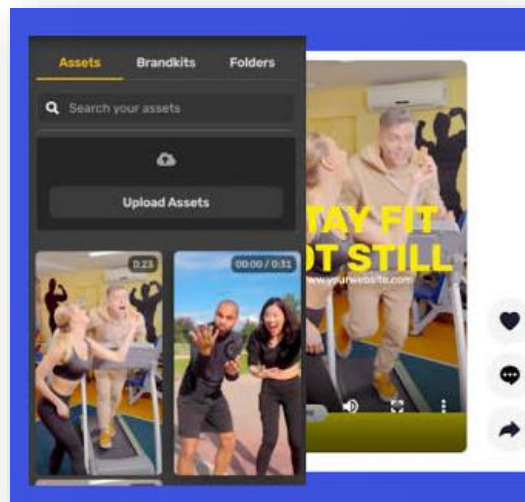 Assets Brandkits Folders
Search your assets
Upload Assets
0:23
00:00 / 0:31
TAY FIT
OT STILL
www.yourwebsite.com